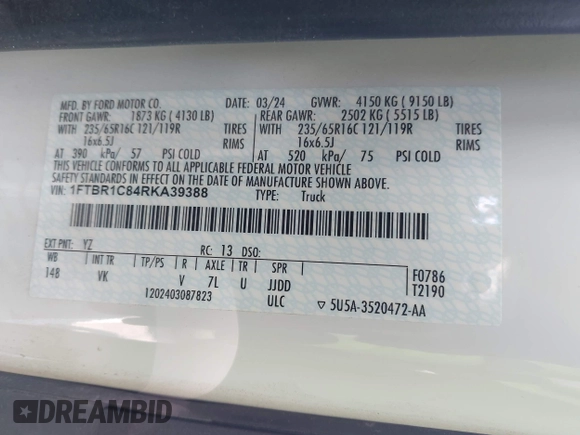 MFD. BY FORD MOTOR CO. DATE: 03/24 GVWR: 4150 KG ( 9150 LB)
FRONT GAWR: 1873 KG ( 4130 LB) REAR GAWR: 2502 KG ( 5515 LB)
WITH 235/65R16C 121/119R TIRES WITH 235/65R16C 121/119R TIRES
16x6.5J RIMS 16x6.5J RIMS
AT 390 kPa/ 57 PSI COLD AT 520 kPa/ 75 PSI COLD
THIS VEHICLE CONFORMS TO ALL APPLICABLE FEDERAL MOTOR VEHICLE
SAFETY STANDARDS IN EFFECT ON THE DATE OF MANUFACTURE SHOWN ABOVE.
VIN: 1FTBR1C84RKA39388 TYPE: Truck
EXT PNT: YZ RC: 13 DSO:
WB INT TR TP/PS R AXLE TR SPR F0786
148 VK V 7L U JJDD T2190
1202403087823 ULC ▽ 5U5A-3520472-AA
DREAMBID